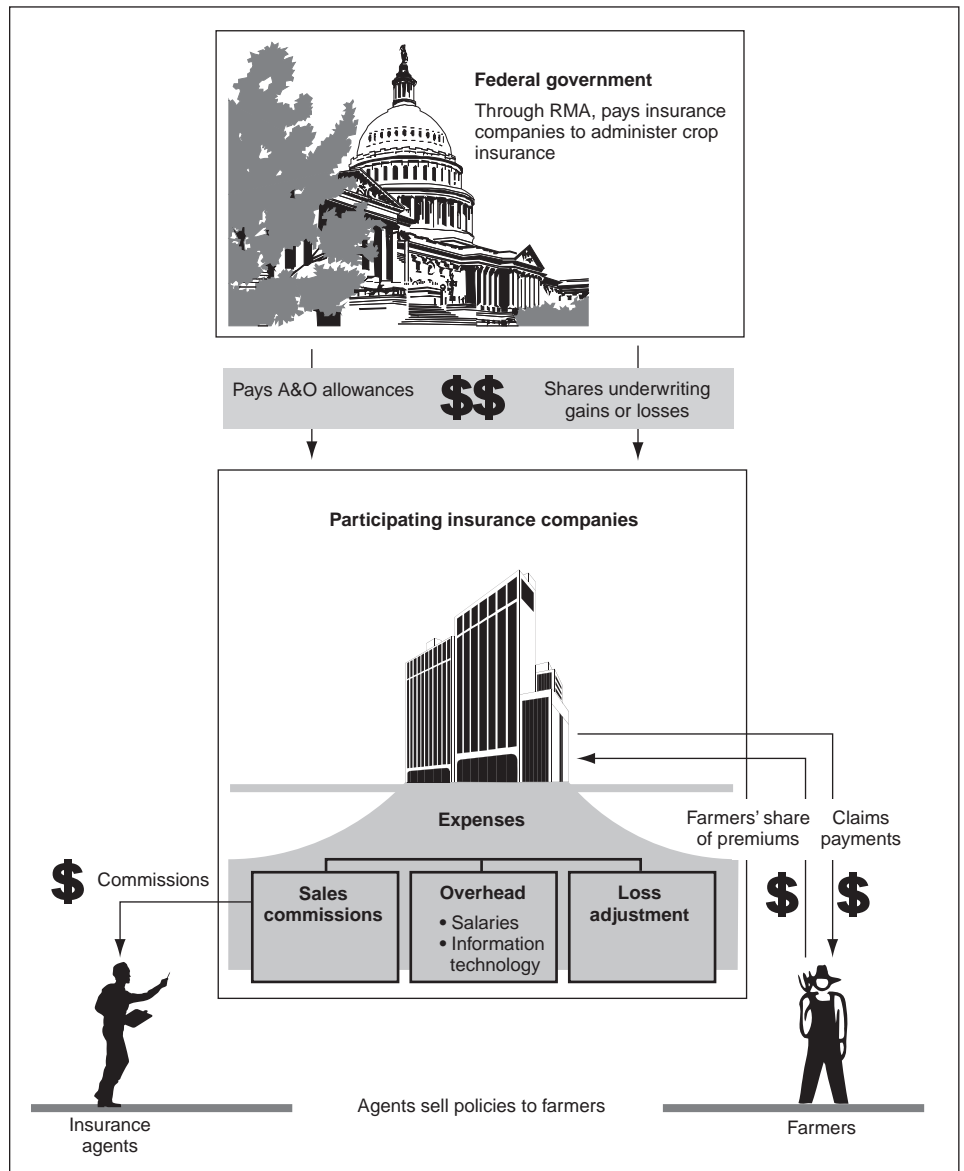 Federal government
Through RMA, pays insurance
companies to administer crop
insurance
Pays A&O allowances
$$
Shares underwriting
gains or losses
Participating insurance companies
Expenses
Farmers' share
of premiums
Claims
payments
$
Commissions
$
$
Sales
commissions
Overhead
• Salaries
• Information
technology
Loss
adjustment
Agents sell policies to farmers
Insurance
agents
Farmers